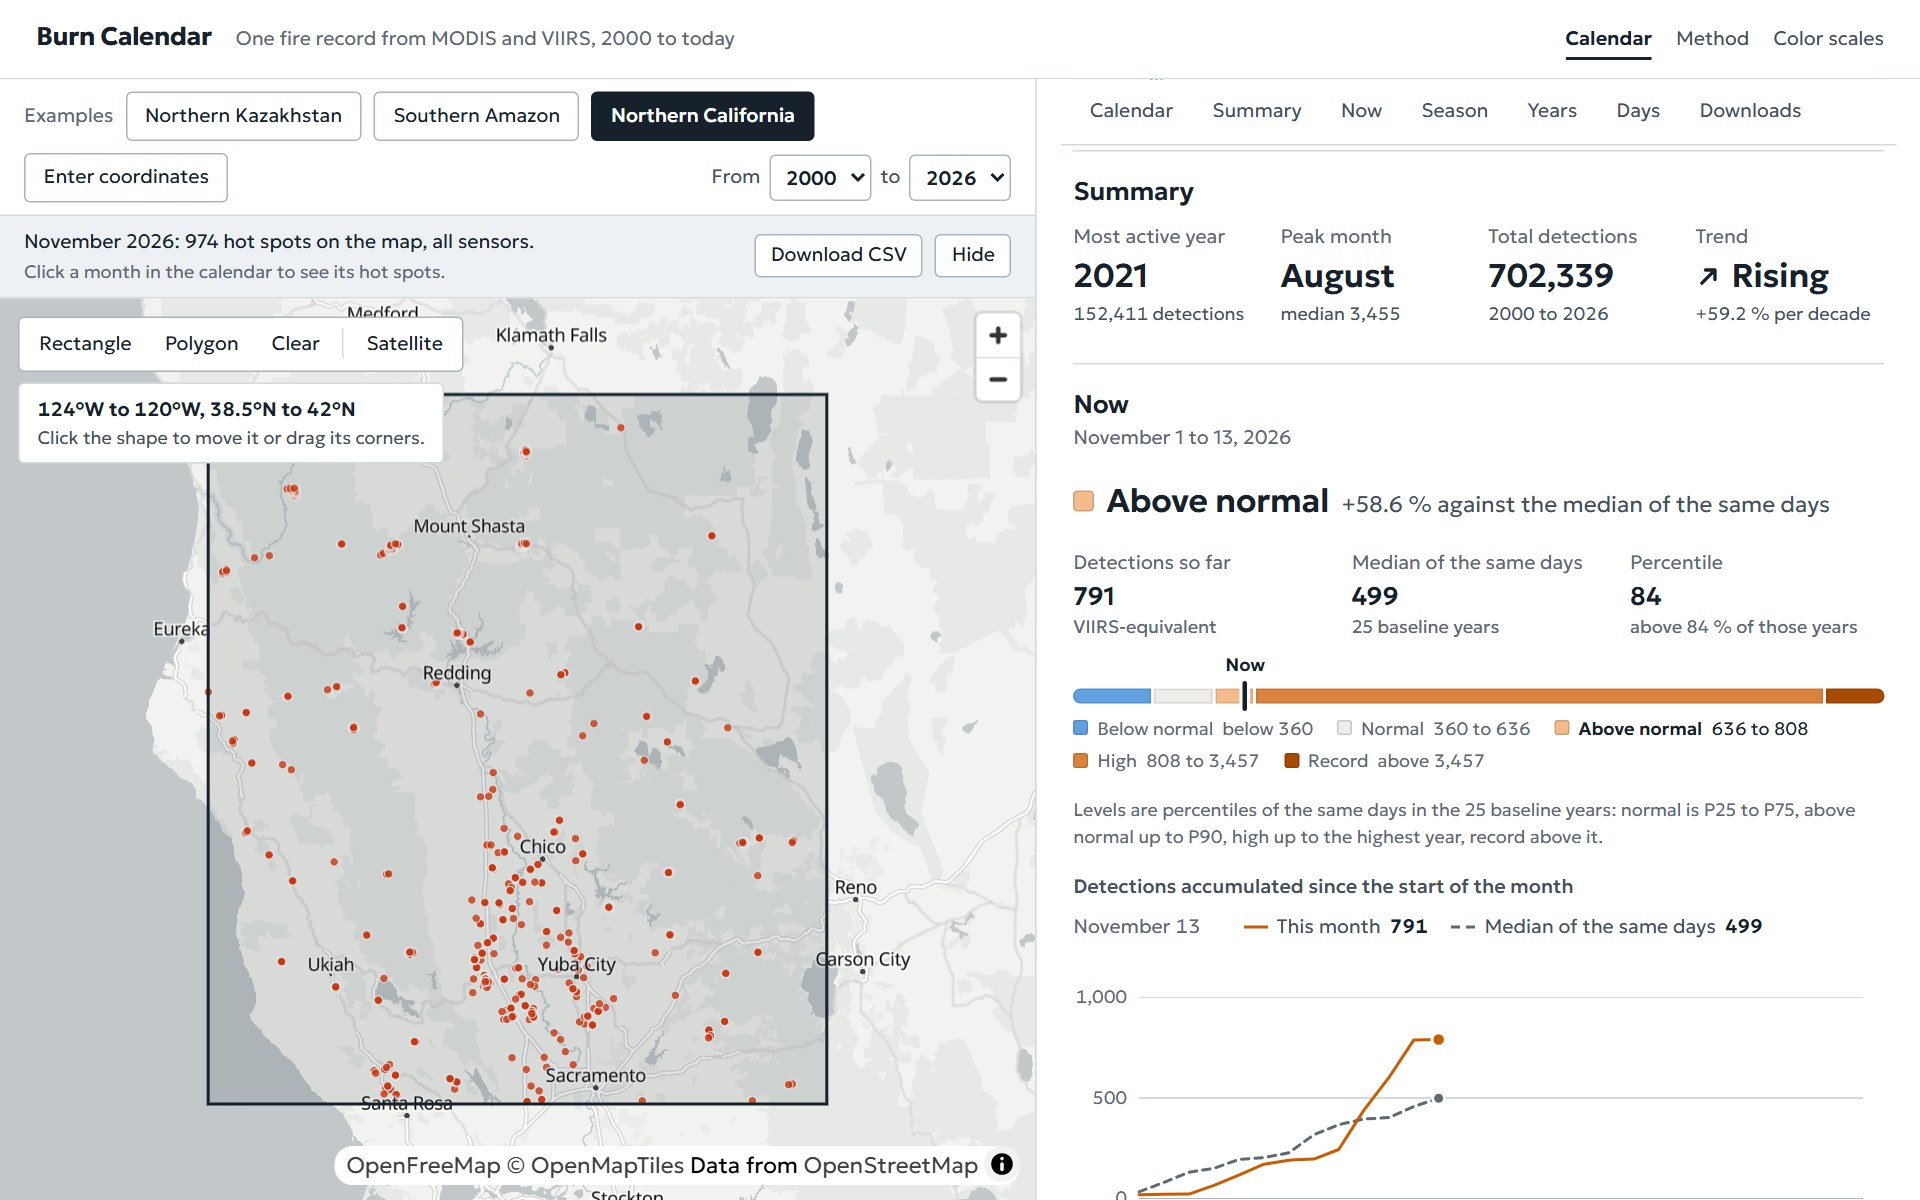 Burn Calendar
One fire record from MODIS and VIIRS, 2000 to today
Calendar
Method
Color scales
Examples
Northern Kazakhstan
Southern Amazon
Northern California
Enter coordinates
From
2000
to
2026
November 2026: 974 hot spots on the map, all sensors.
Click a month in the calendar to see its hot spots.
Download CSV
Hide
Rectangle
Polygon
Clear
Satellite
124°W to 120°W, 38.5°N to 42°N
Click the shape to move it or drag its corners.
+
−
Medford
Klamath Falls
Mount Shasta
Eureka
Redding
Chico
Reno
Ukiah
Yuba City
Carson City
Sacramento
Santa Rosa
Stockton
OpenFreeMap © OpenMapTiles Data from OpenStreetMap
Calendar
Summary
Now
Season
Years
Days
Downloads
Summary
Most active year
2021
152,411 detections
Peak month
August
median 3,455
Total detections
702,339
2000 to 2026
Trend
↗ Rising
+59.2 % per decade
Now
November 1 to 13, 2026
Above normal +58.6 % against the median of the same days
Detections so far
791
VIIRS-equivalent
Median of the same days
499
25 baseline years
Percentile
84
above 84 % of those years
Now
Below normal below 360
Normal 360 to 636
Above normal 636 to 808
High 808 to 3,457
Record above 3,457
Levels are percentiles of the same days in the 25 baseline years: normal is P25 to P75, above
normal up to P90, high up to the highest year, record above it.
Detections accumulated since the start of the month
November 13
This month 791
Median of the same days 499
1,000
500
0